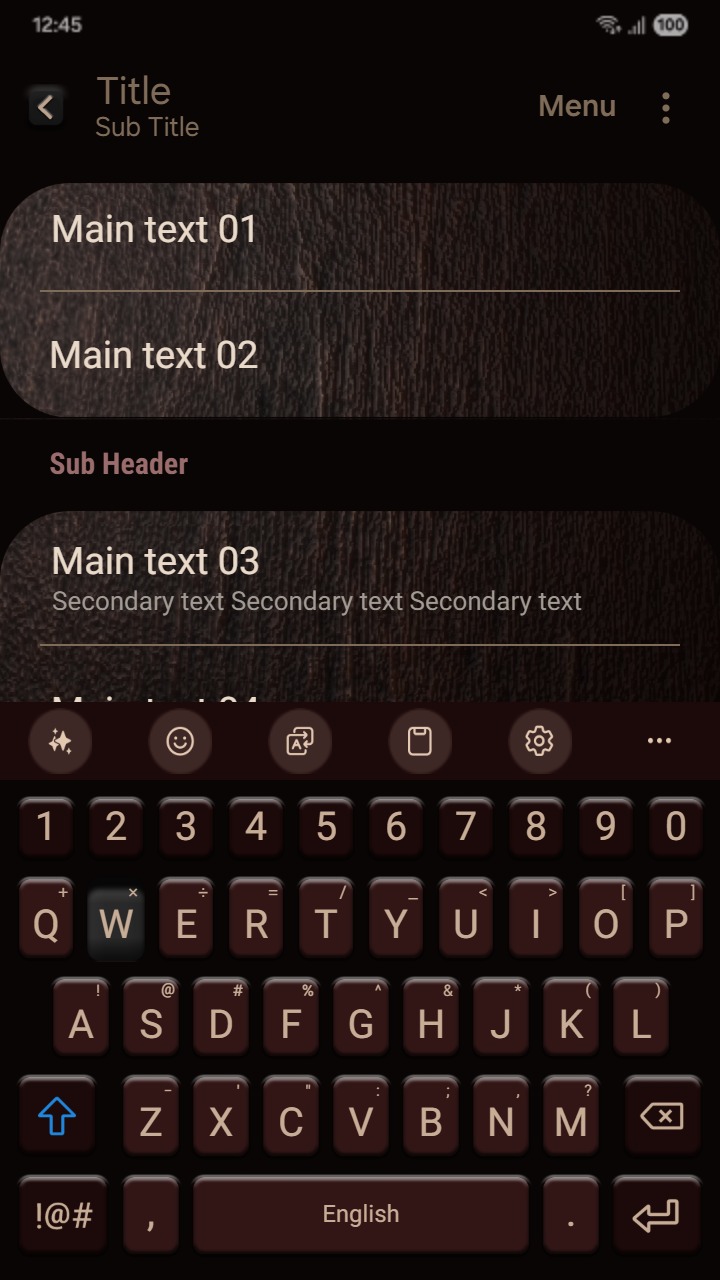 12:45
100
Title
Sub Title
Menu
Main text 01
Main text 02
Sub Header
Main text 03
Secondary text Secondary text Secondary text
1 2 3 4 5 6 7 8 9 0
+ × ÷ = / _ < > [ ]
Q W E R T Y U I O P
! @ # % ^ & * ( )
A S D F G H J K L
- ' " : ; , ?
Z X C V B N M
!@# , English .